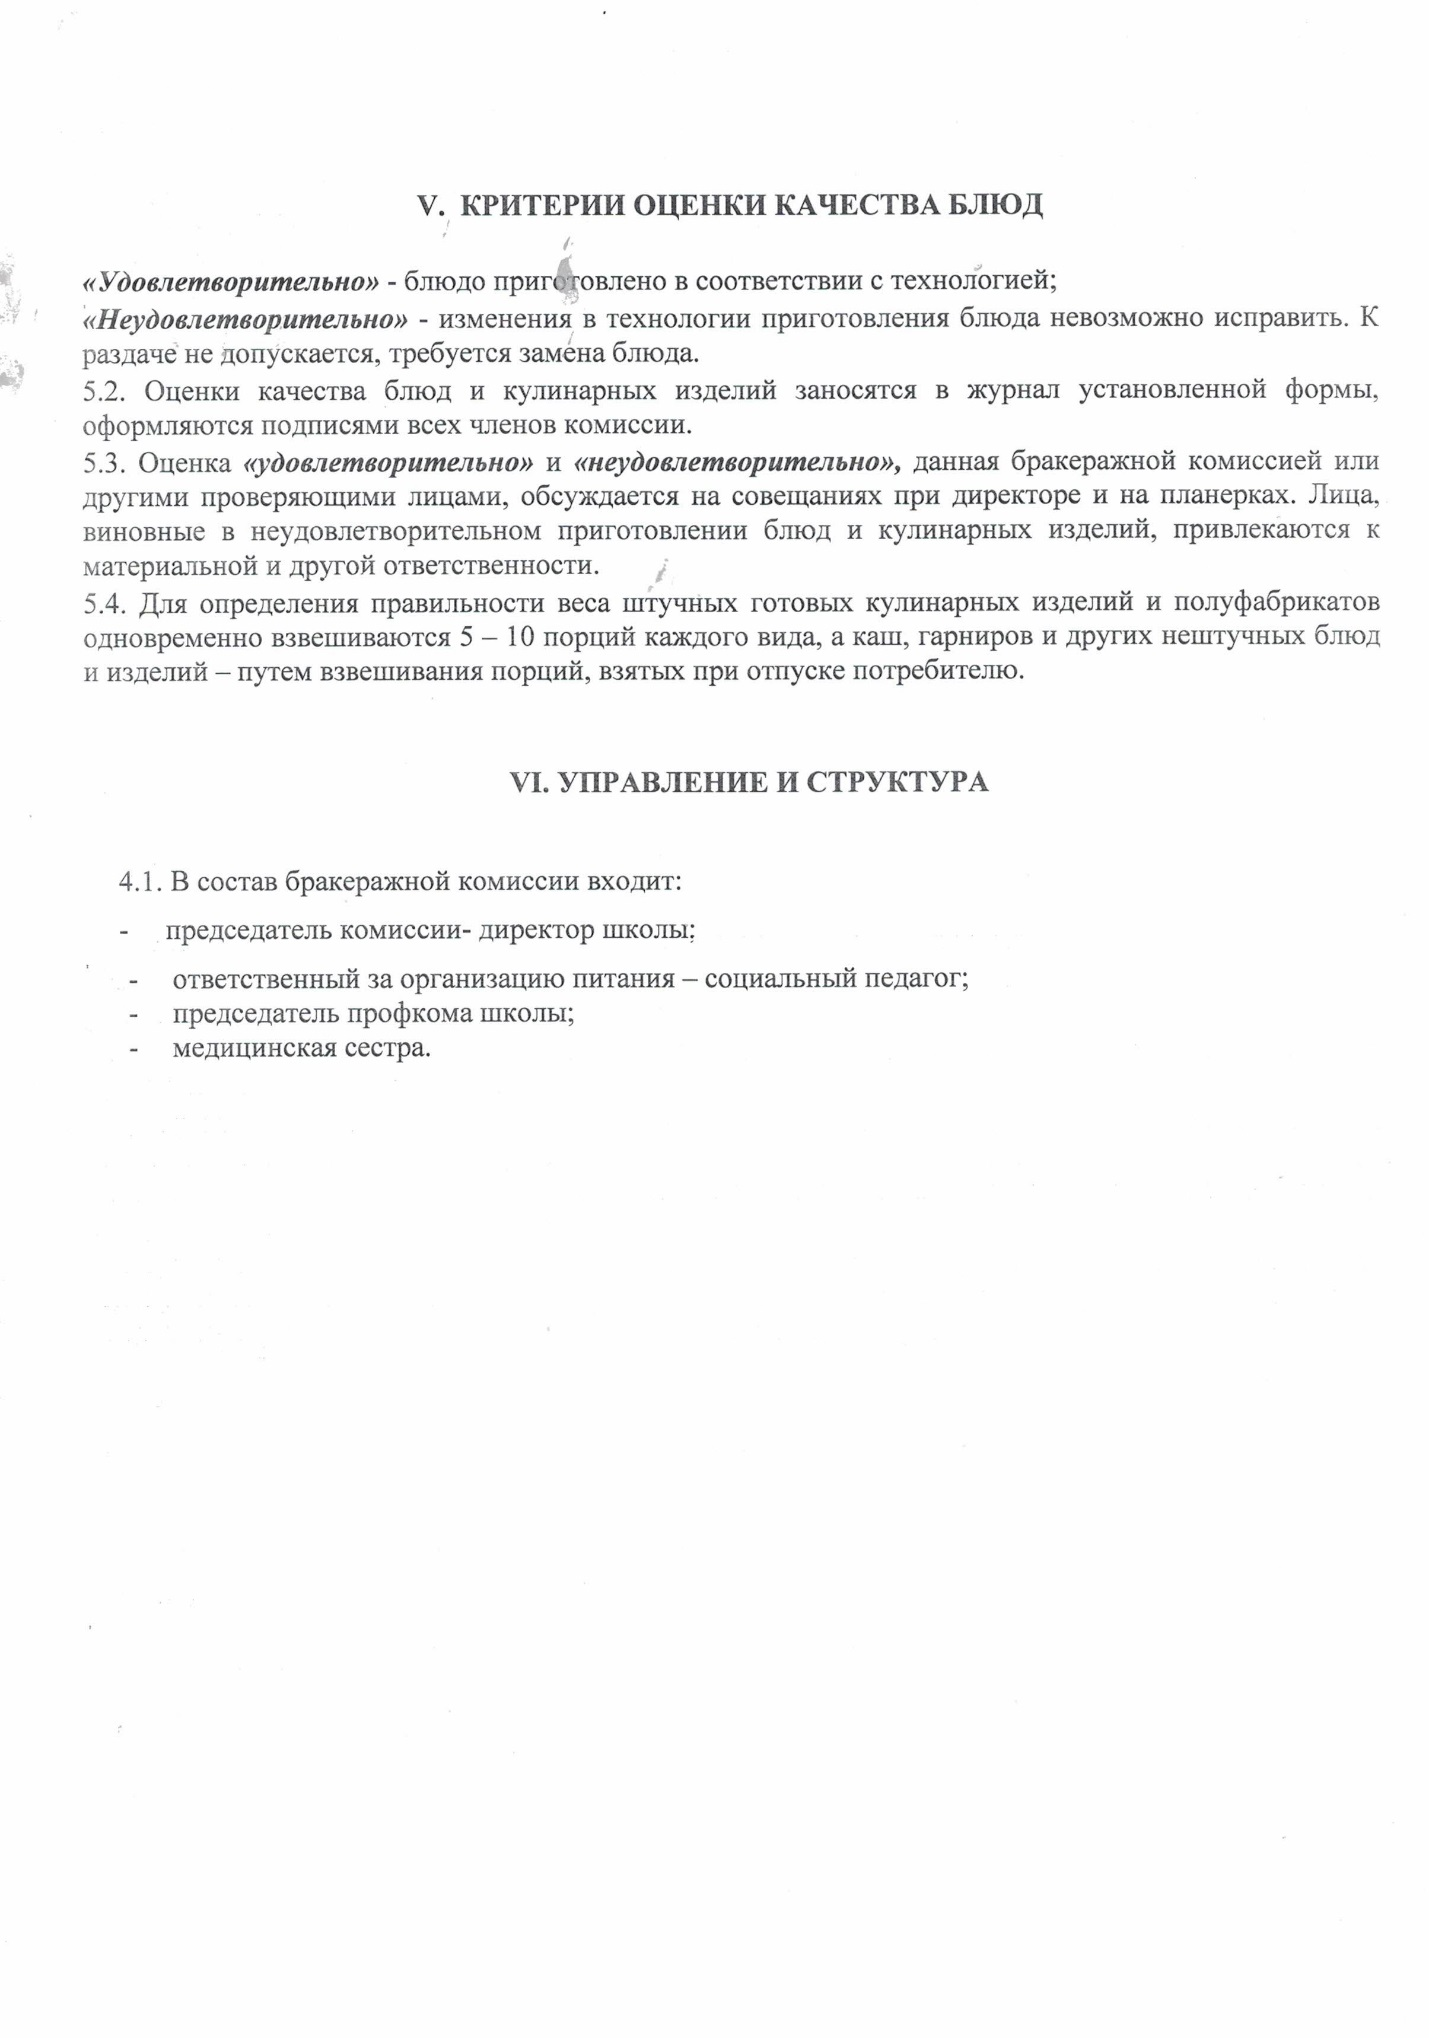 V. КРИТЕРИИ ОЦЕНКИ КАЧЕСТВА БЛЮД
«Удовлетворительно» - блюдо приготовлено в соответствии с технологией;
«Неудовлетворительно» - изменения в технологии приготовления блюда невозможно исправить. К
раздаче не допускается, требуется замена блюда.
5.2. Оценки качества блюд и кулинарных изделий заносятся в журнал установленной формы,
оформляются подписями всех членов комиссии.
5.3. Оценка «удовлетворительно» и «неудовлетворительно», данная бракеражной комиссией или
другими проверяющими лицами, обсуждается на совещаниях при директоре и на планерках. Лица,
виновные в неудовлетворительном приготовлении блюд и кулинарных изделий, привлекаются к
материальной и другой ответственности.
5.4. Для определения правильности веса штучных готовых кулинарных изделий и полуфабрикатов
одновременно взвешиваются 5 – 10 порций каждого вида, а каш, гарниров и других нештучных блюд
и изделий – путем взвешивания порций, взятых при отпуске потребителю.
VI. УПРАВЛЕНИЕ И СТРУКТУРА
4.1. В состав бракеражной комиссии входит:
- председатель комиссии- директор школы;
- ответственный за организацию питания – социальный педагог;
- председатель профкома школы;
- медицинская сестра.